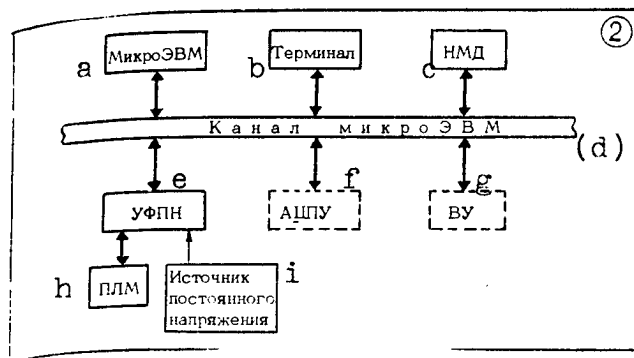 ②
a МикроЭВМ b Терминал c НМД
Канал микроЭВМ
(d)
e f g
УФПН АЦПУ ВУ
h ПЛМ Источник постоянного напряжения i